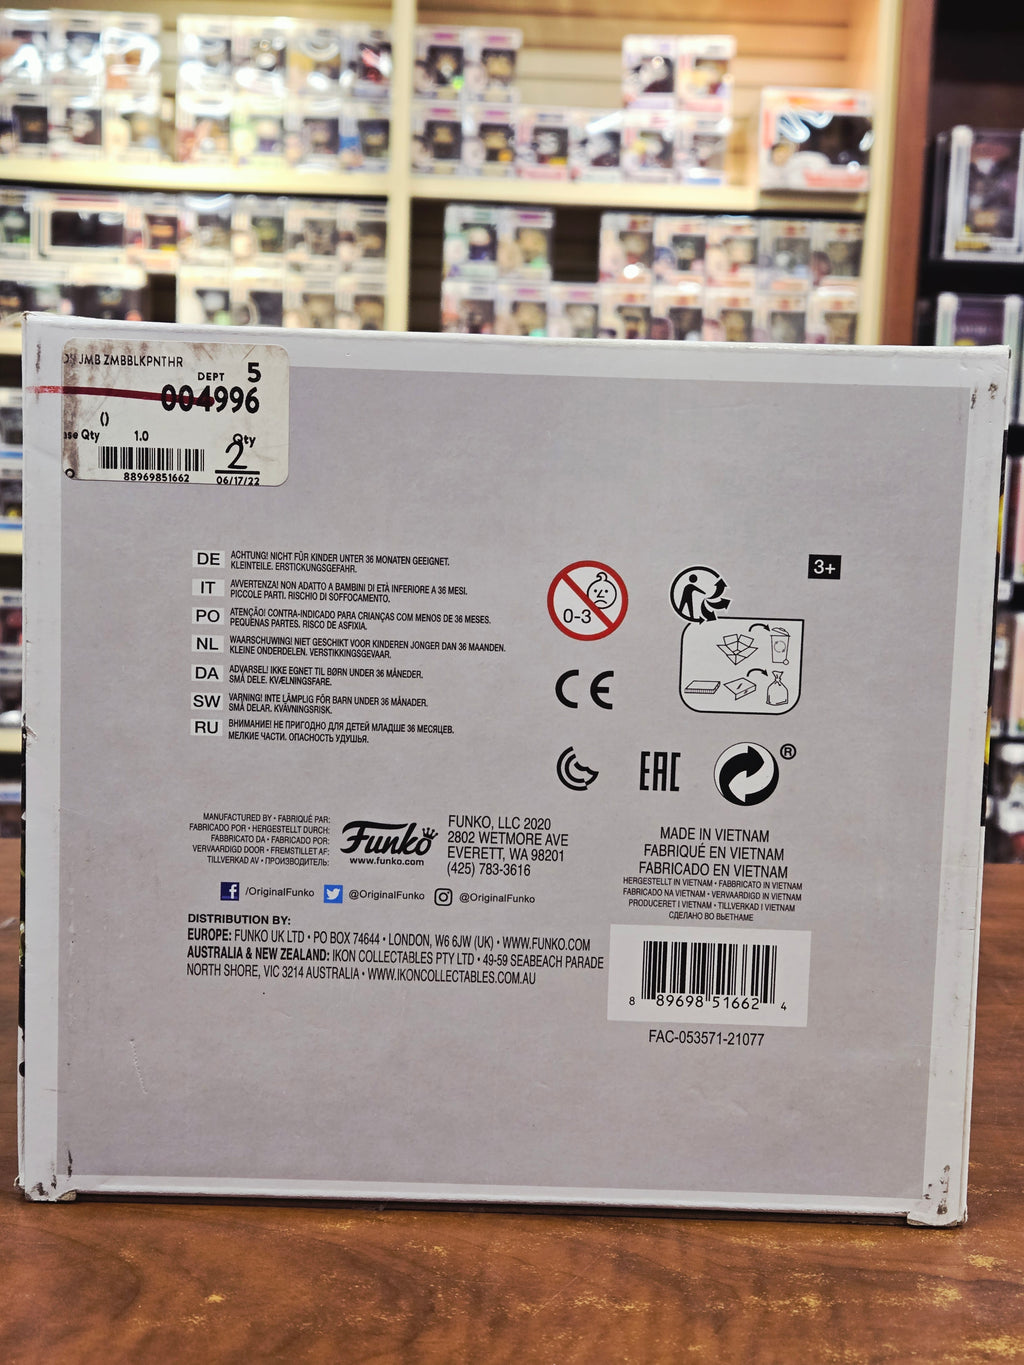 JMB ZMBBLKPNTHR
DEPT 5
004996
()
Qty 1.0 Qty
2
88969851662 06/17/22
DE ACHTUNG! NICHT FÜR KINDER UNTER 36 MONATEN GEEIGNET.
KLEINTEILE. ERSTICKUNGSGEFAHR.
IT AVVERTENZA! NON ADATTO A BAMBINI DI ETÀ INFERIORE A 36 MESI.
PICCOLE PARTI. RISCHIO DI SOFFOCAMENTO.
PO ATENÇÃO! CONTRA-INDICADO PARA CRIANÇAS COM MENOS DE 36 MESES.
PEQUENAS PARTES. RISCO DE ASFIXIA.
NL WAARSCHUWING! NIET GESCHIKT VOOR KINDEREN JONGER DAN 36 MAANDEN.
KLEINE ONDERDELEN. VERSTIKKINGSGEVAAR.
DA ADVARSEL! IKKE EGNET TIL BØRN UNDER 36 MÅNEDER.
SMÅ DELE. KVÆLNINGSFARE.
SW VARNING! INTE LÄMPLIG FÖR BARN UNDER 36 MÅNADER.
SMÅ DELAR. KVÄVNINGSRISK.
RU ВНИМАНИЕ! НЕ ПРИГОДНО ДЛЯ ДЕТЕЙ МЛАДШЕ 36 МЕСЯЦЕВ.
МЕЛКИЕ ЧАСТИ. ОПАСНОСТЬ УДУШЬЯ.
0-3
3+
CE
EAC
®
MANUFACTURED BY • FABRIQUÉ PAR:
FABRICADO POR • HERGESTELLT DURCH:
FABBRICATO DA • FABRICADO POR:
VERVAARDIGD DOOR • FREMSTILLET AF:
TILLVERKAD AV • ПРОИЗВОДИТЕЛЬ:
Funko
www.funko.com
FUNKO, LLC 2020
2802 WETMORE AVE
EVERETT, WA 98201
(425) 783-3616
/OriginalFunko @OriginalFunko @OriginalFunko
DISTRIBUTION BY:
EUROPE: FUNKO UK LTD • PO BOX 74644 • LONDON, W6 6JW (UK) • WWW.FUNKO.COM
AUSTRALIA & NEW ZEALAND: IKON COLLECTABLES PTY LTD • 49-59 SEABEACH PARADE
NORTH SHORE, VIC 3214 AUSTRALIA • WWW.IKONCOLLECTABLES.COM.AU
MADE IN VIETNAM
FABRIQUÉ EN VIETNAM
FABRICADO EN VIETNAM
HERGESTELLT IN VIETNAM • FABBRICATO IN VIETNAM
FABRICADO NA VIETNAM • VERVAARDIGD IN VIETNAM
PRODUCERET I VIETNAM • TILLVERKAD I VIETNAM
СДЕЛАНО ВО ВЬЕТНАМЕ
8 89698 51662 4
FAC-053571-21077